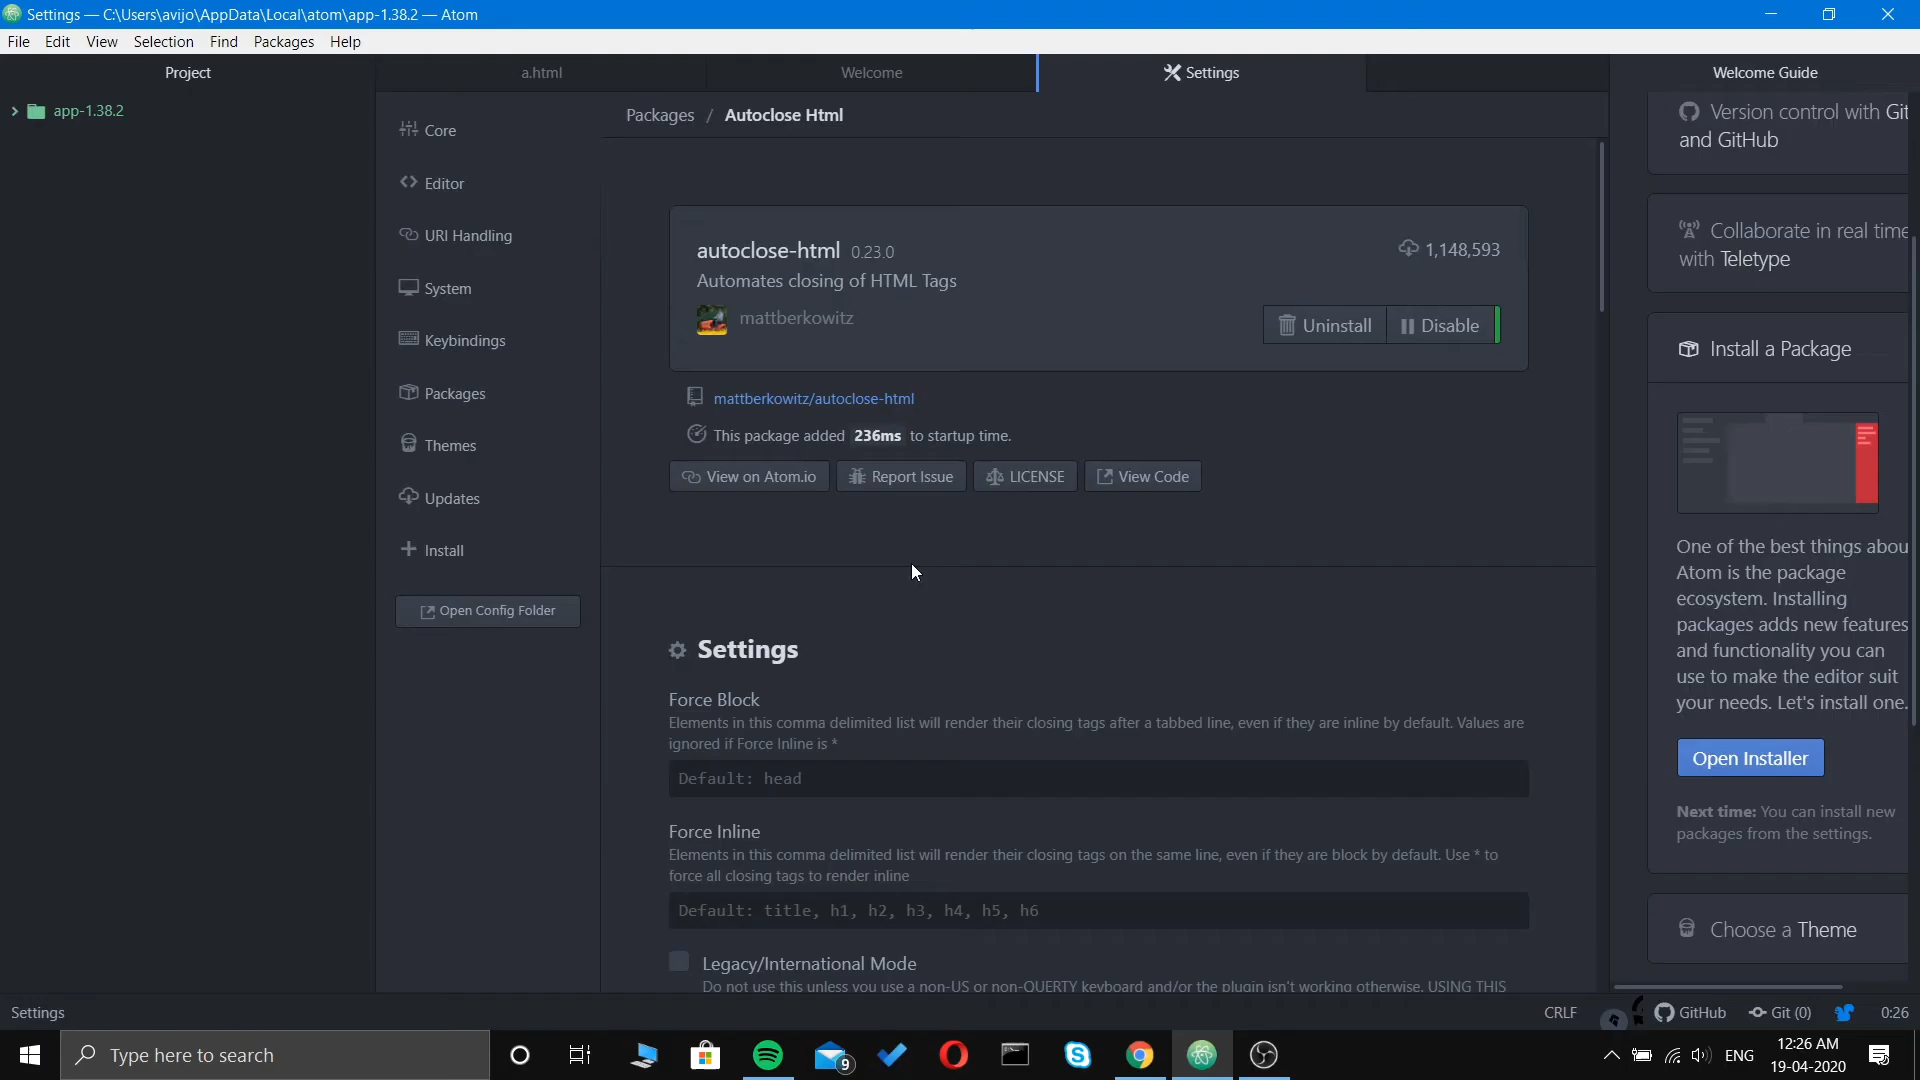 Settings — C:\Users\avijo\AppData\Local\atom\app-1.38.2 — Atom
File Edit View Selection Find Packages Help
Project
a.html
Welcome
Settings
Welcome Guide
app-1.38.2
Core
Editor
URI Handling
System
Keybindings
Packages
Themes
Updates
Install
Open Config Folder
Packages / Autoclose Html
autoclose-html 0.23.0
1,148,593
Automates closing of HTML Tags
mattberkowitz
Uninstall
Disable
mattberkowitz/autoclose-html
This package added 236ms to startup time.
View on Atom.io
Report Issue
LICENSE
View Code
Settings
Force Block
Elements in this comma delimited list will render their closing tags after a tabbed line, even if they are inline by default. Values are
ignored if Force Inline is *
Default: head
Force Inline
Elements in this comma delimited list will render their closing tags on the same line, even if they are block by default. Use * to
force all closing tags to render inline
Default: title, h1, h2, h3, h4, h5, h6
Legacy/International Mode
Do not use this unless you use a non-US or non-QUERTY keyboard and/or the plugin isn't working otherwise. USING THIS
Version control with Git
and GitHub
Collaborate in real time
with Teletype
Install a Package
One of the best things abou
Atom is the package
ecosystem. Installing
packages adds new features
and functionality you can
use to make the editor suit
your needs. Let's install one.
Open Installer
Next time: You can install new
packages from the settings.
Choose a Theme
Settings
CRLF
GitHub
Git (0)
0:26
Type here to search
9
ENG
12:26 AM
19-04-2020